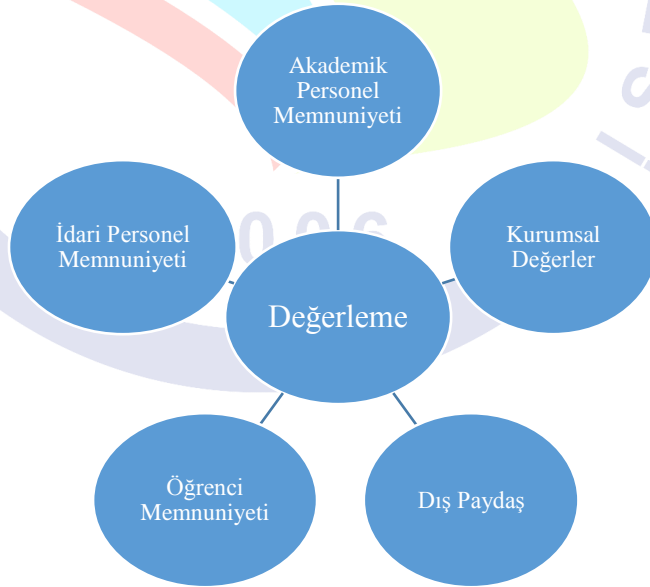 Akademik
Personel
Memnuniyeti
İdari Personel
Memnuniyeti
Kurumsal
Değerler
Değerleme
Öğrenci
Memnuniyeti
Dış Paydaş